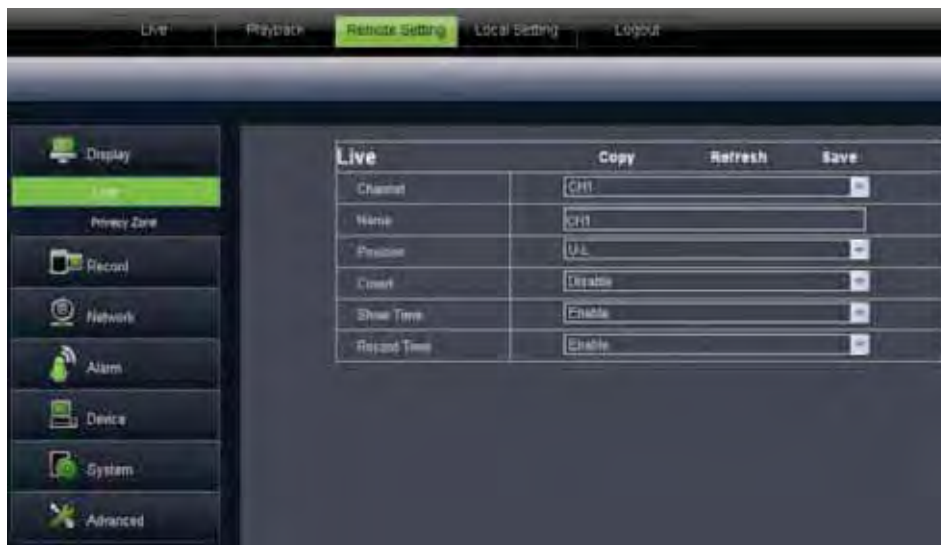 Live Playback Remote Setting Local Setting Logout
Display
Live
Privacy Zone
Record
Network
Alarm
Device
System
Advanced
Live Copy Refresh Save
Channel CH1
Name CH1
Position U-L
Covert Disable
Show Time Enable
Record Time Enable